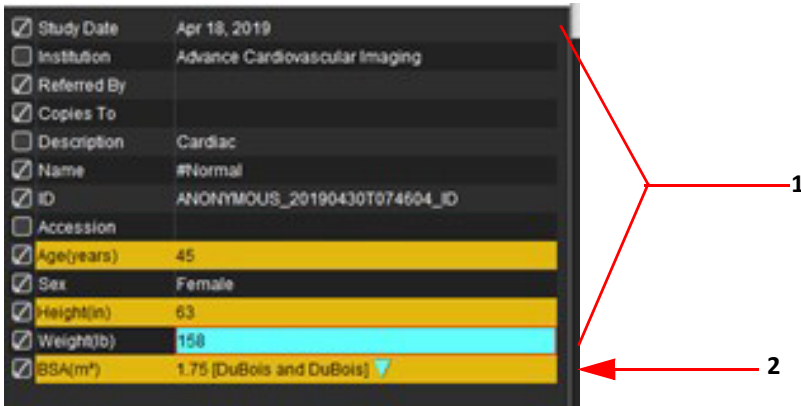 Study Date Apr 18, 2019
Institution Advance Cardiovascular Imaging
Referred By
Copies To
Description Cardiac
Name #Normal
ID ANONYMOUS_20190430T074604_ID
Accession
Age(years) 45
Sex Female
Height(in) 63
Weight(lb) 158
BSA(m²) 1.75 [DuBois and DuBois]
1
2